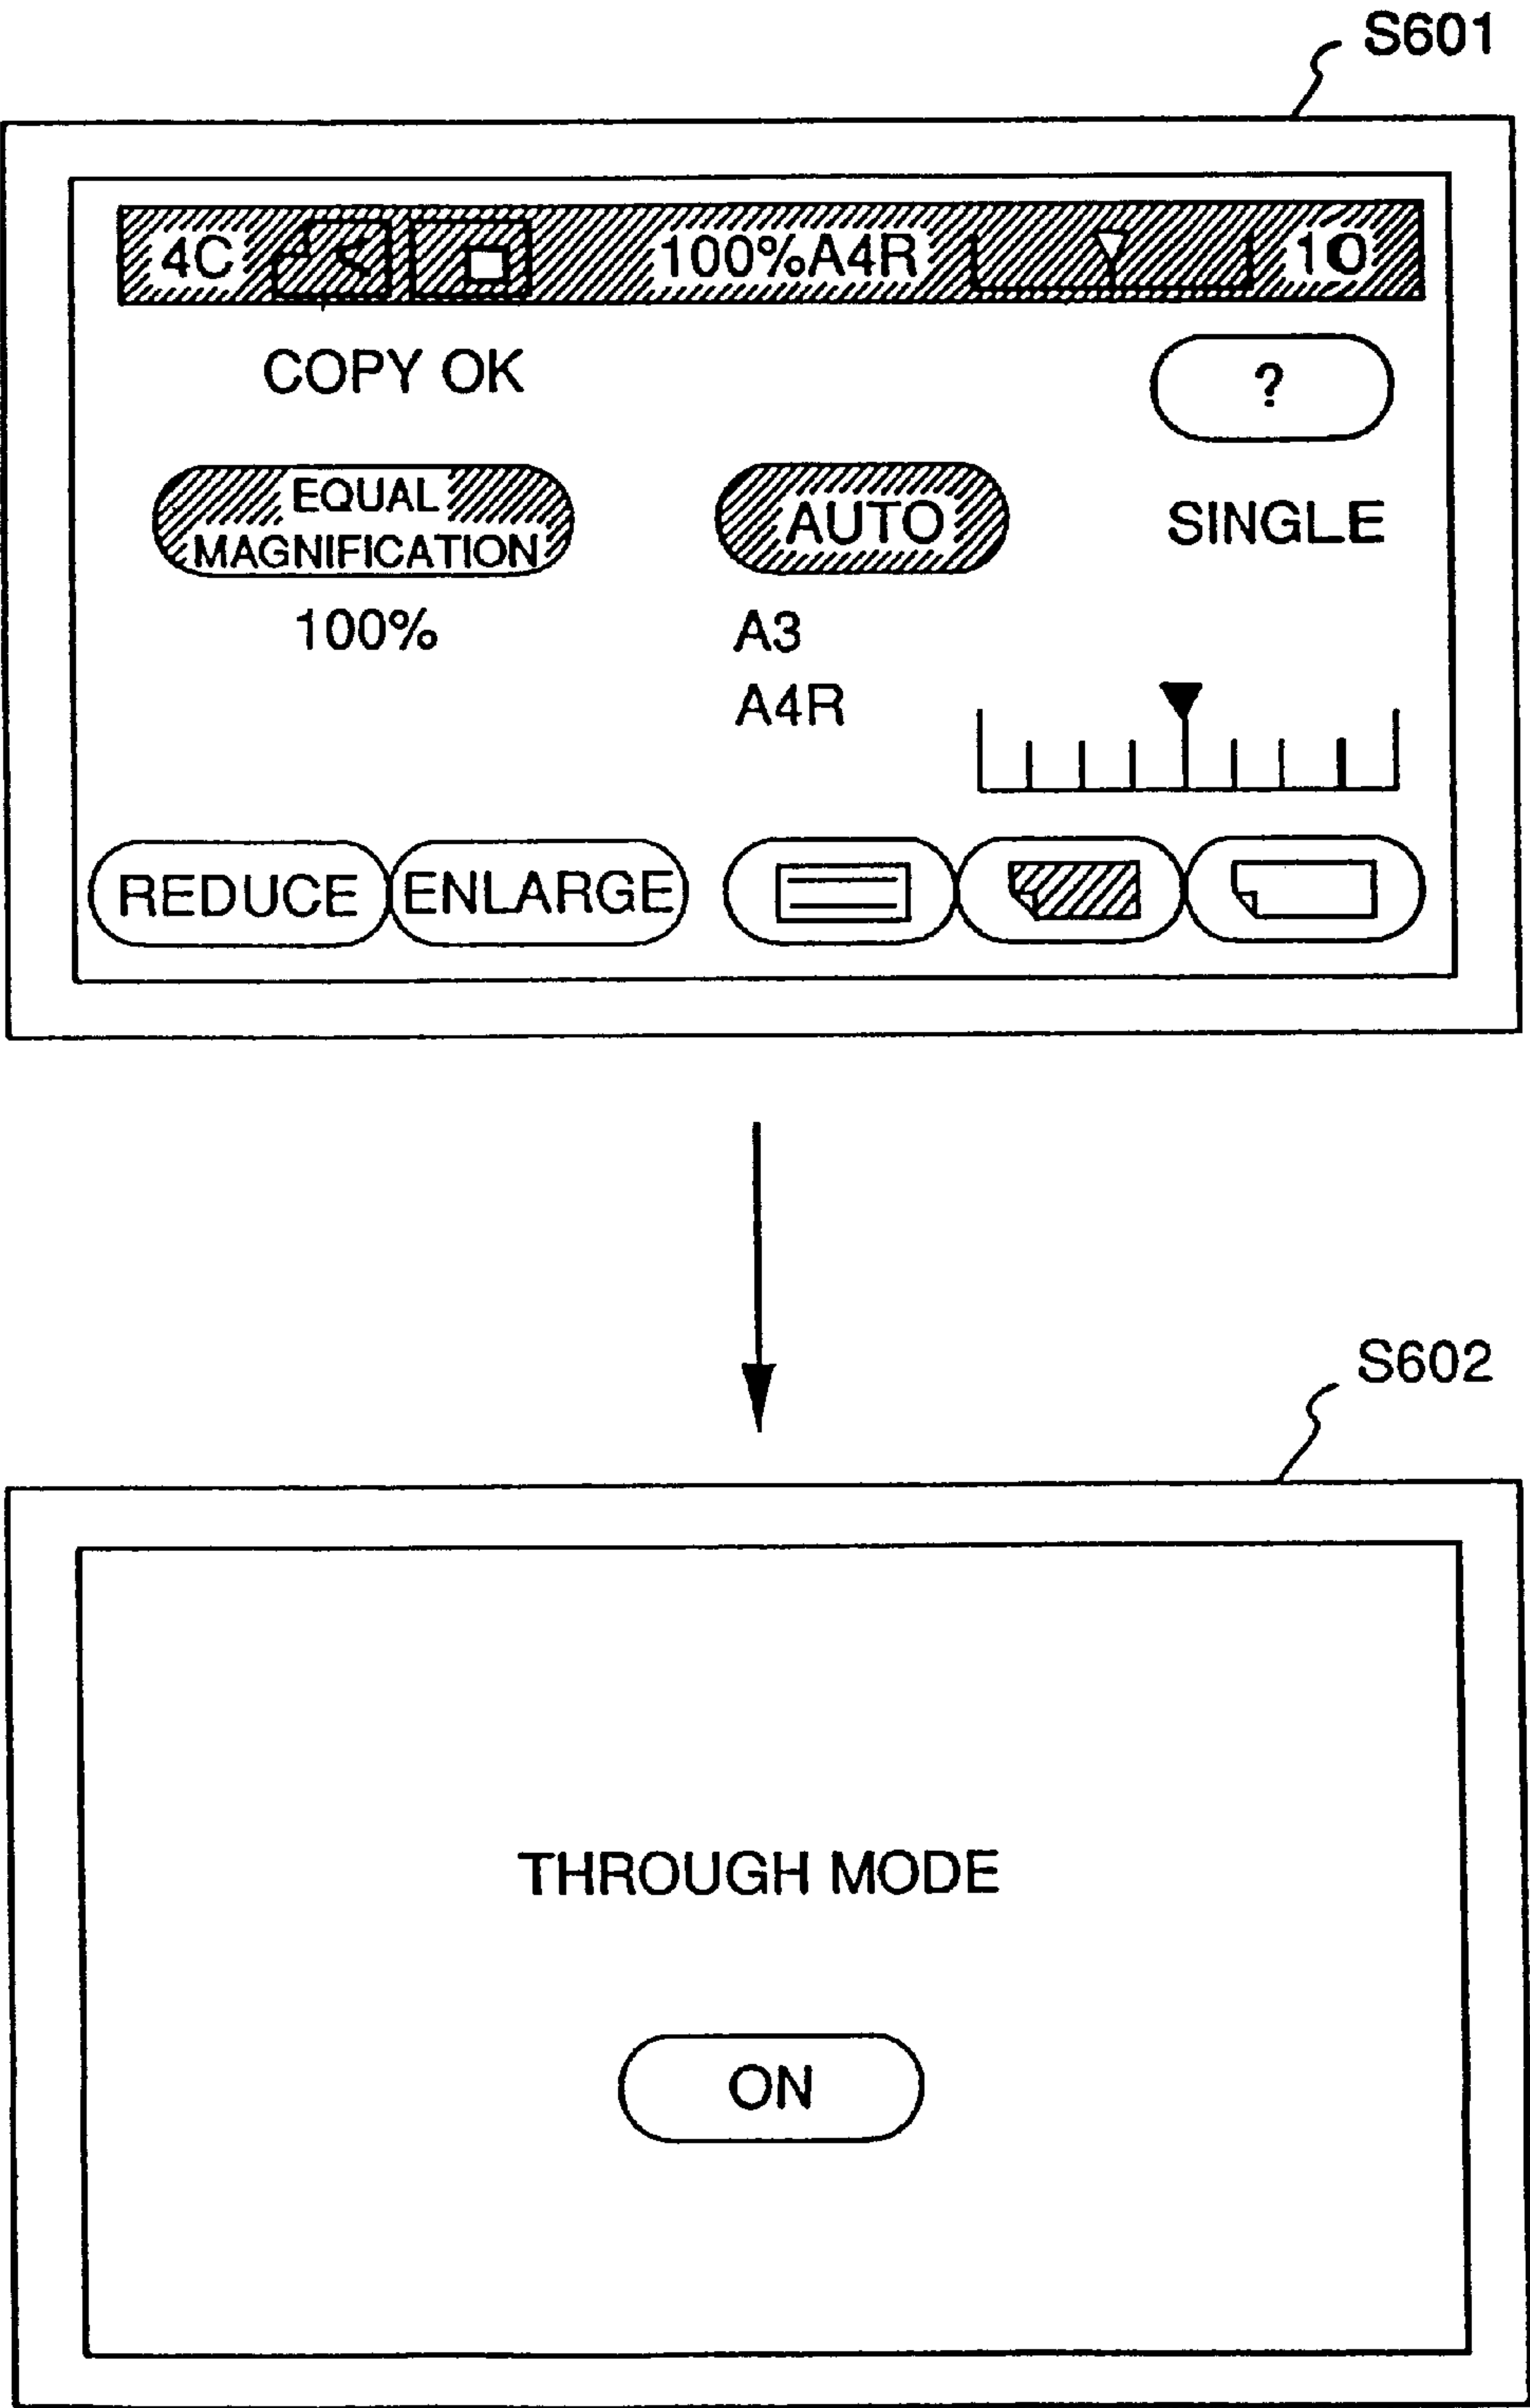 S601
4C 100%A4R 10
COPY OK ?
EQUAL
MAGNIFICATION
AUTO SINGLE
100% A3
A4R
REDUCE ENLARGE
S602
THROUGH MODE
ON